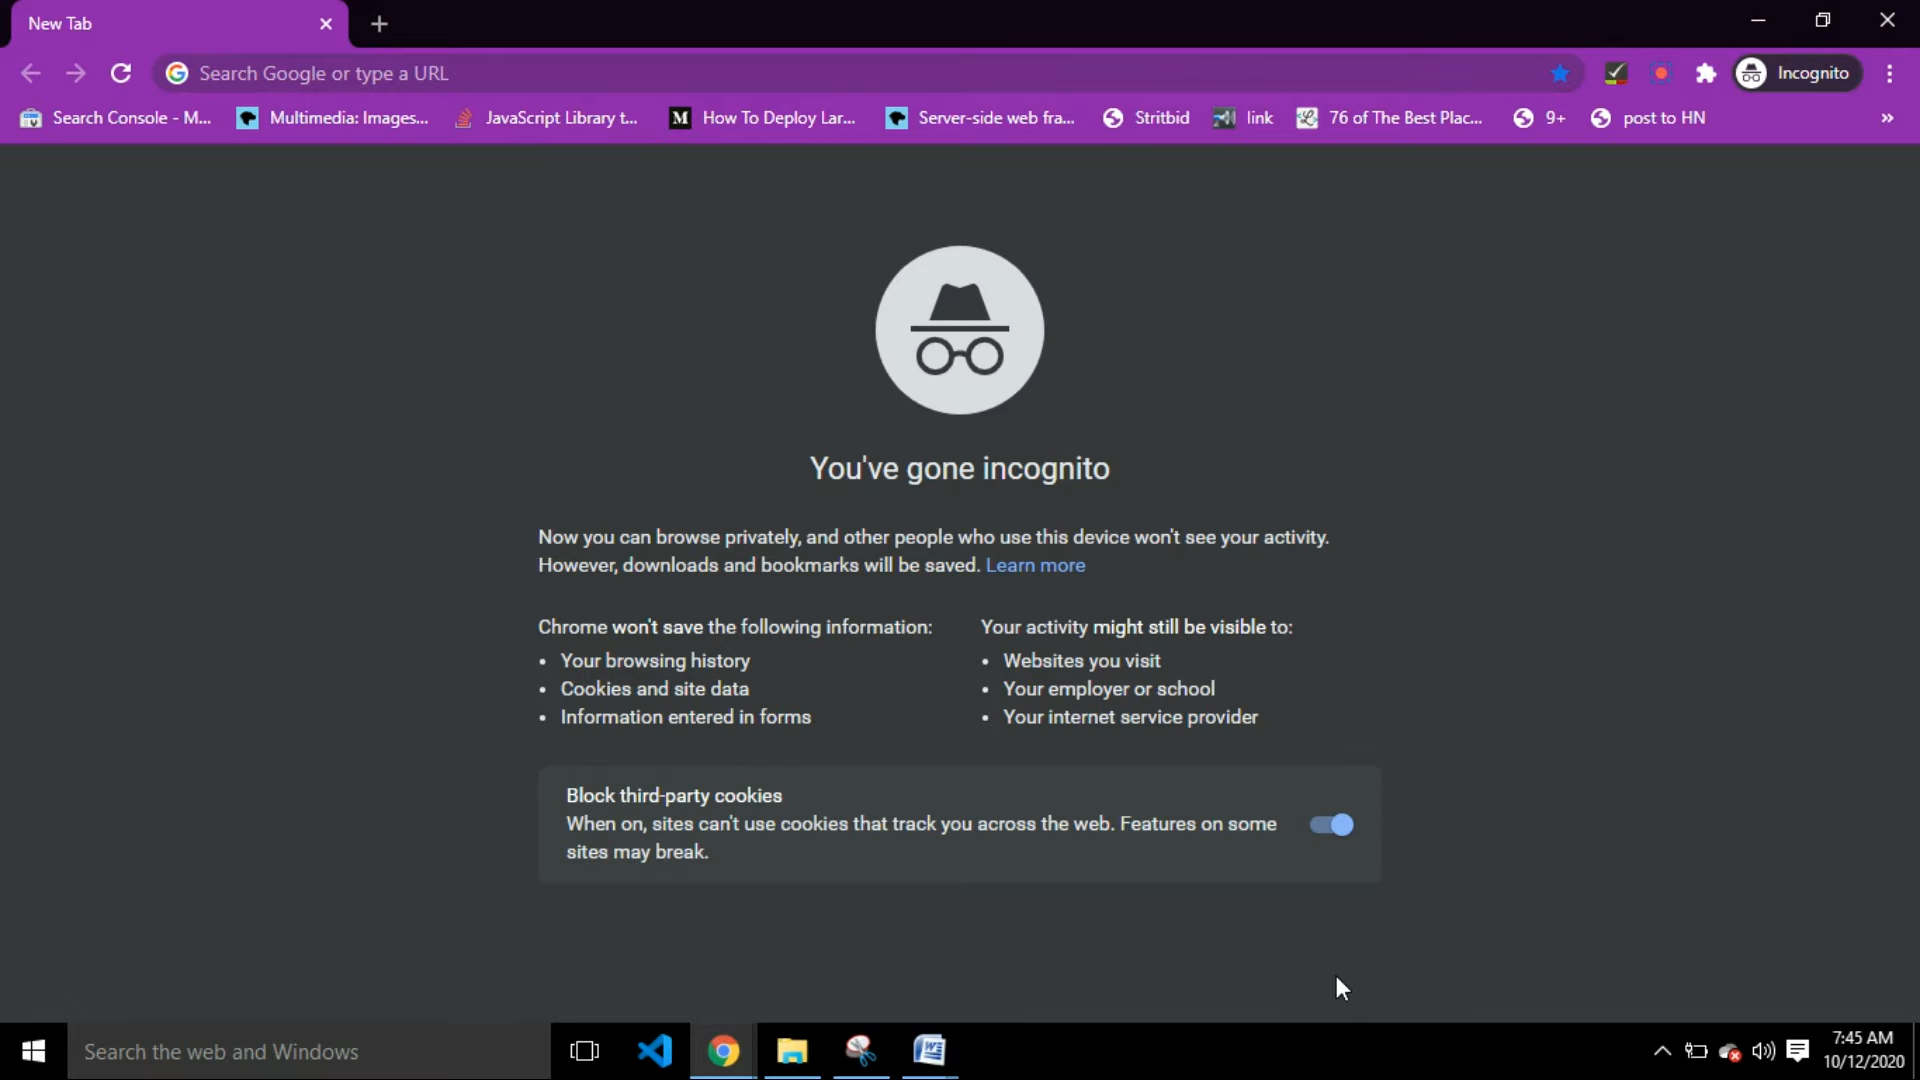 New Tab
Search Google or type a URL
Incognito
Search Console - M...
Multimedia: Images...
JavaScript Library t...
How To Deploy Lar...
Server-side web fra...
Stritbid
link
76 of The Best Plac...
9+
post to HN
»
You've gone incognito
Now you can browse privately, and other people who use this device won't see your activity.
However, downloads and bookmarks will be saved. Learn more
Chrome won't save the following information:
• Your browsing history
• Cookies and site data
• Information entered in forms
Your activity might still be visible to:
• Websites you visit
• Your employer or school
• Your internet service provider
Block third-party cookies
When on, sites can't use cookies that track you across the web. Features on some
sites may break.
Search the web and Windows
7:45 AM
10/12/2020